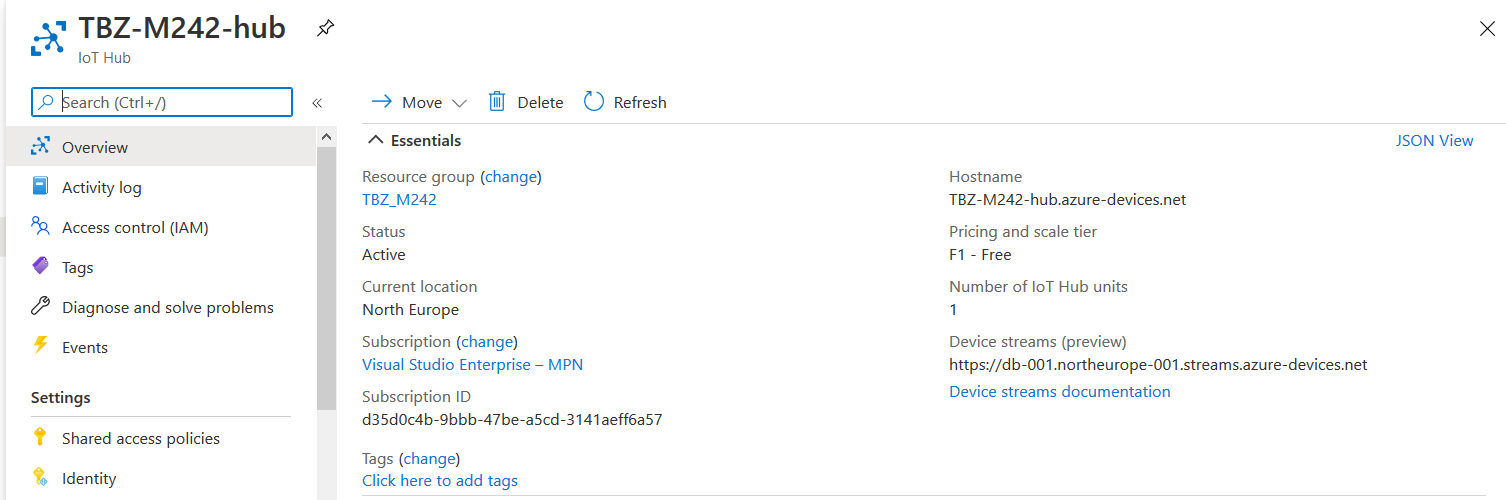 TBZ-M242-hub
IoT Hub
Search (Ctrl+/)
«
Overview
Activity log
Access control (IAM)
Tags
Diagnose and solve problems
Events
Settings
Shared access policies
Identity
Move
Delete
Refresh
Essentials
JSON View
Resource group (change)
TBZ_M242
Status
Active
Current location
North Europe
Subscription (change)
Visual Studio Enterprise – MPN
Subscription ID
d35d0c4b-9bbb-47be-a5cd-3141aeff6a57
Tags (change)
Click here to add tags
Hostname
TBZ-M242-hub.azure-devices.net
Pricing and scale tier
F1 - Free
Number of IoT Hub units
1
Device streams (preview)
https://db-001.northeurope-001.streams.azure-devices.net
Device streams documentation